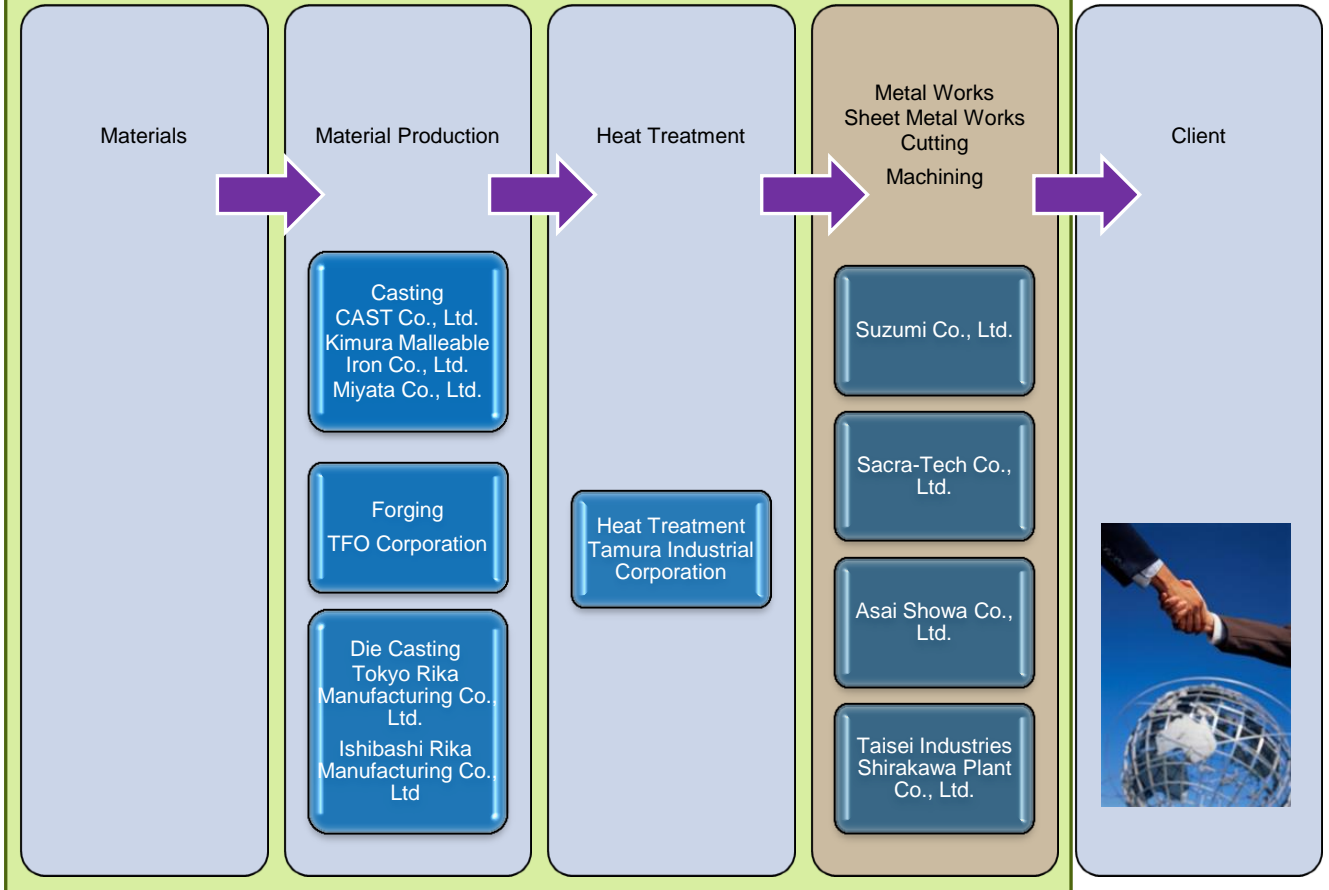 Materials
Material Production
Heat Treatment
Metal Works
Sheet Metal Works
Cutting
Machining
Client
Casting
CAST Co., Ltd.
Kimura Malleable
Iron Co., Ltd.
Miyata Co., Ltd.
Forging
TFO Corporation
Die Casting
Tokyo Rika
Manufacturing Co.,
Ltd.
Ishibashi Rika
Manufacturing Co.,
Ltd
Heat Treatment
Tamura Industrial
Corporation
Suzumi Co., Ltd.
Sacra-Tech Co.,
Ltd.
Asai Showa Co.,
Ltd.
Taisei Industries
Shirakawa Plant
Co., Ltd.